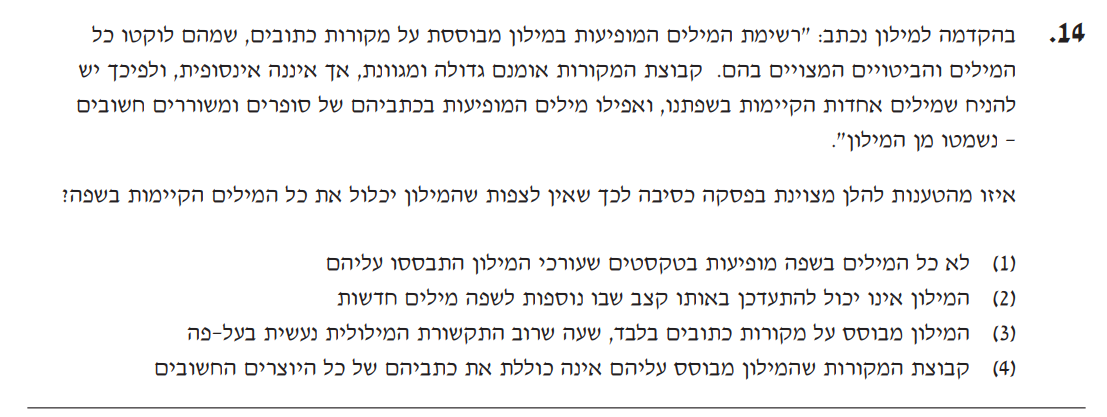 14. בהקדמה למילון נכתב: "רשימת המילים המופיעות במילון מבוססת על מקורות כתובים, שמהם לוקטו כל
המילים והביטויים המצויים בהם. קבוצת המקורות אומנם גדולה ומגוונת, אך איננה אינסופית, ולפיכך יש
להניח שמילים אחדות הקיימות בשפתנו, ואפילו מילים המופיעות בכתביהם של סופרים ומשוררים חשובים
- נשמטו מן המילון".
איזו מהטענות להלן מצוינת בפסקה כסיבה לכך שאין לצפות שהמילון יכלול את כל המילים הקיימות בשפה?
(1) לא כל המילים בשפה מופיעות בטקסטים שעורכי המילון התבססו עליהם
(2) המילון אינו יכול להתעדכן באותו קצב שבו נוספות לשפה מילים חדשות
(3) המילון מבוסס על מקורות כתובים בלבד, שעה שרוב התקשורת המילולית נעשית בעל-פה
(4) קבוצת המקורות שהמילון מבוסס עליהם אינה כוללת את כתביהם של כל היוצרים החשובים